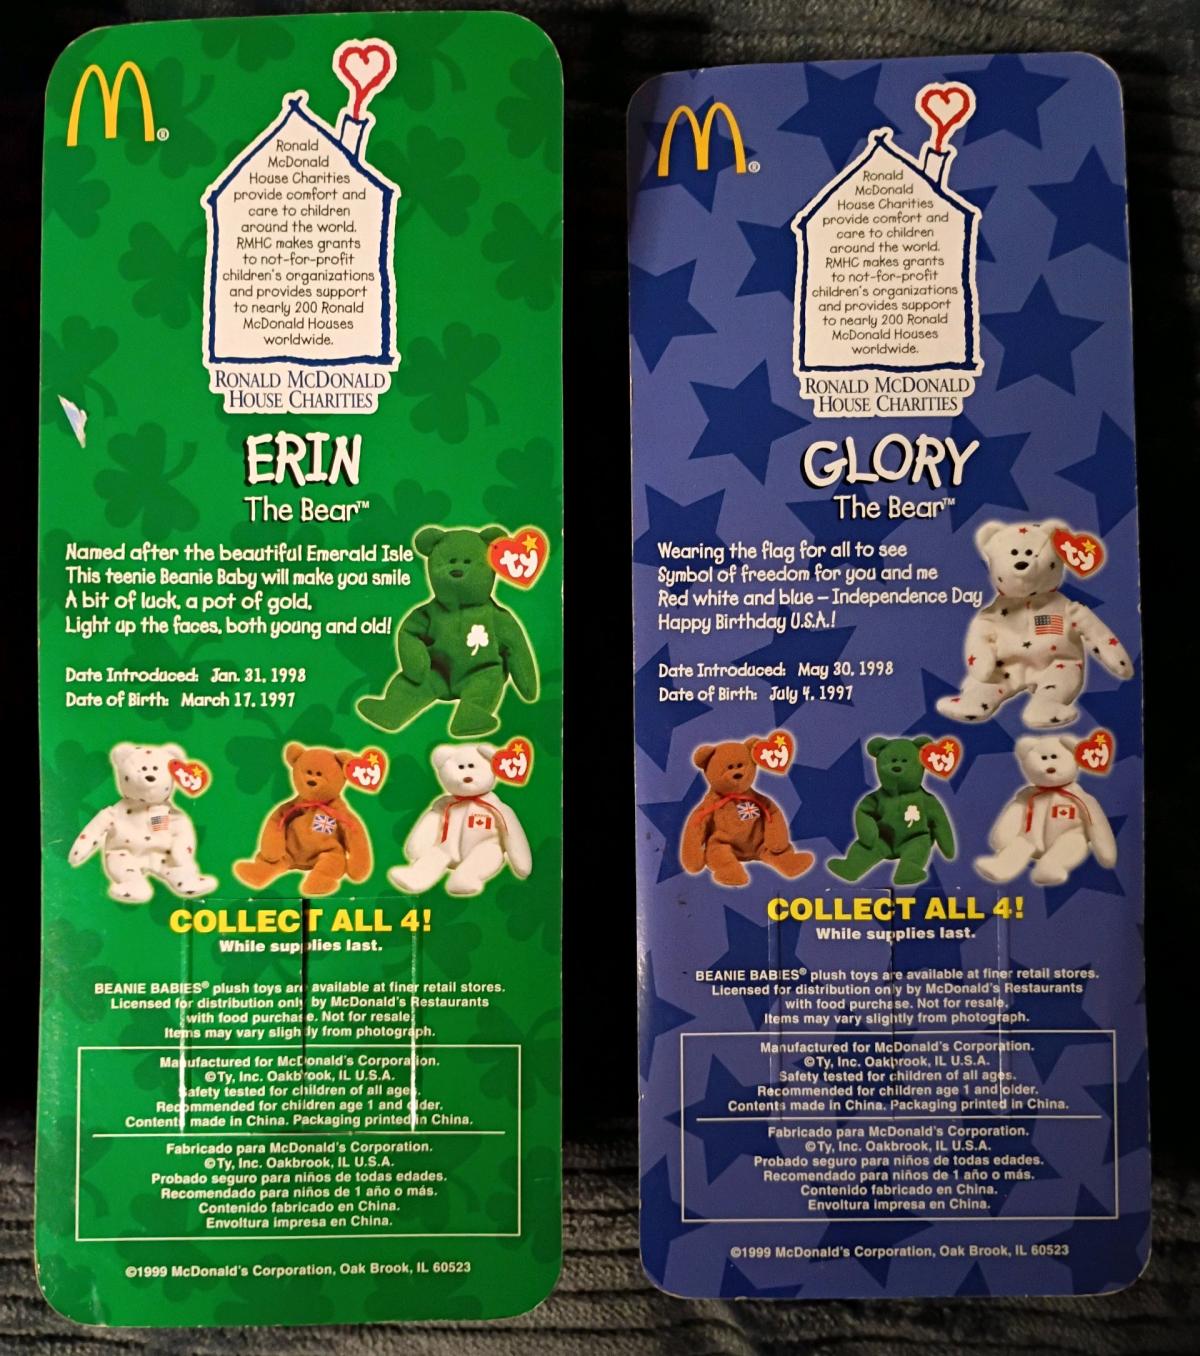 M®
Ronald
McDonald
House Charities
provide comfort and
care to children
around the world.
RMHC makes grants
to not-for-profit
children's organizations
and provides support
to nearly 200 Ronald
McDonald Houses
worldwide.
RONALD MCDONALD
HOUSE CHARITIES
ERIN
The Bear™
Named after the beautiful Emerald Isle
This teenie Beanie Baby will make you smile
A bit of luck, a pot of gold,
Light up the faces, both young and old!
ty
Date Introduced: Jan. 31, 1998
Date of Birth: March 17, 1997
ty
ty
ty
COLLECT ALL 4!
While supplies last.
BEANIE BABIES® plush toys are available at finer retail stores.
Licensed for distribution only by McDonald's Restaurants
with food purchase. Not for resale.
Items may vary slightly from photograph.
Manufactured for McDonald's Corporation.
©Ty, Inc. Oakbrook, IL U.S.A.
Safety tested for children of all ages.
Recommended for children age 1 and older.
Contents made in China. Packaging printed in China.
Fabricado para McDonald's Corporation.
©Ty, Inc. Oakbrook, IL U.S.A.
Probado seguro para niños de todas edades.
Recomendado para niños de 1 año o más.
Contenido fabricado en China.
Envoltura impresa en China.
©1999 McDonald's Corporation, Oak Brook, IL 60523
M®
Ronald
McDonald
House Charities
provide comfort and
care to children
around the world.
RMHC makes grants
to not-for-profit
children's organizations
and provides support
to nearly 200 Ronald
McDonald Houses
worldwide.
RONALD MCDONALD
HOUSE CHARITIES
GLORY
The Bear™
Wearing the flag for all to see
Symbol of freedom for you and me
Red white and blue – Independence Day
Happy Birthday U.S.A.!
ty
Date Introduced: May 30, 1998
Date of Birth: July 4, 1997
ty
ty
ty
COLLECT ALL 4!
While supplies last.
BEANIE BABIES® plush toys are available at finer retail stores.
Licensed for distribution only by McDonald's Restaurants
with food purchase. Not for resale.
Items may vary slightly from photograph.
Manufactured for McDonald's Corporation.
©Ty, Inc. Oakbrook, IL U.S.A.
Safety tested for children of all ages.
Recommended for children age 1 and older.
Contents made in China. Packaging printed in China.
Fabricado para McDonald's Corporation.
©Ty, Inc. Oakbrook, IL U.S.A.
Probado seguro para niños de todas edades.
Recomendado para niños de 1 año o más.
Contenido fabricado en China.
Envoltura impresa en China.
©1999 McDonald's Corporation, Oak Brook, IL 60523